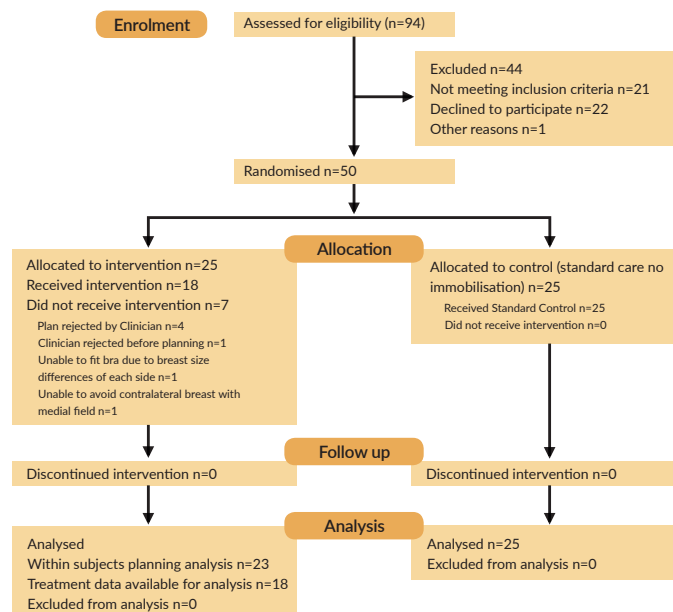 Enrolment
Assessed for eligibility (n=94)
Excluded n=44
Not meeting inclusion criteria n=21
Declined to participate n=22
Other reasons n=1
Randomised n=50
Allocation
Allocated to intervention n=25
Received intervention n=18
Did not receive intervention n=7
Plan rejected by Clinician n=4
Clinician rejected before planning n=1
Unable to fit bra due to breast size
differences of each side n=1
Unable to avoid contralateral breast with
medial field n=1
Allocated to control (standard care no
immobilisation) n=25
Received Standard Control n=25
Did not receive intervention n=0
Follow up
Discontinued intervention n=0
Discontinued intervention n=0
Analysis
Analysed
Within subjects planning analysis n=23
Treatment data available for analysis n=18
Excluded from analysis n=0
Analysed n=25
Excluded from analysis n=0